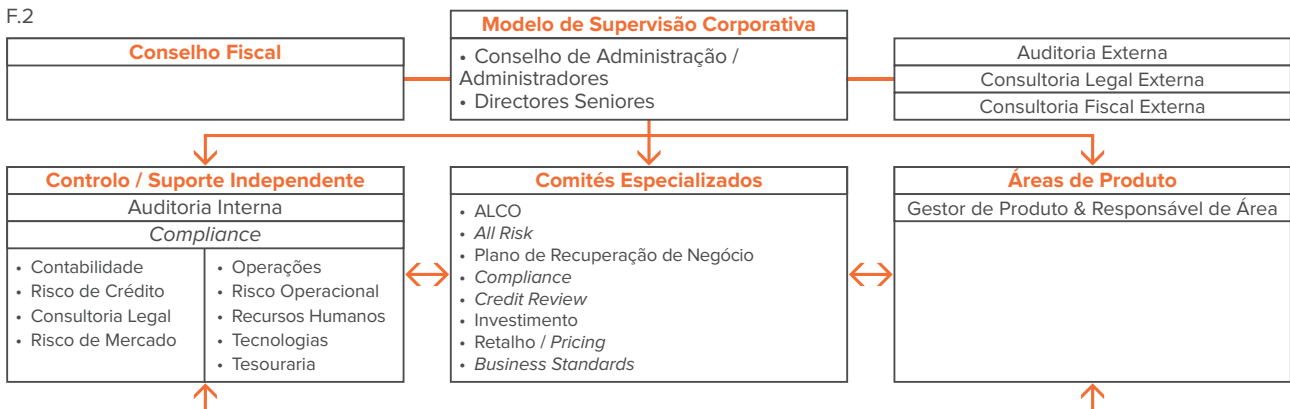 F.2
Conselho Fiscal
Modelo de Supervisão Corporativa
• Conselho de Administração /
Administradores
• Directores Seniores
Auditoria Externa
Consultoria Legal Externa
Consultoria Fiscal Externa
Controlo / Suporte Independente
Auditoria Interna
Compliance
• Contabilidade
• Risco de Crédito
• Consultoria Legal
• Risco de Mercado
• Operações
• Risco Operacional
• Recursos Humanos
• Tecnologias
• Tesouraria
Comités Especializados
• ALCO
• All Risk
• Plano de Recuperação de Negócio
• Compliance
• Credit Review
• Investimento
• Retalho / Pricing
• Business Standards
Áreas de Produto
Gestor de Produto & Responsável de Área